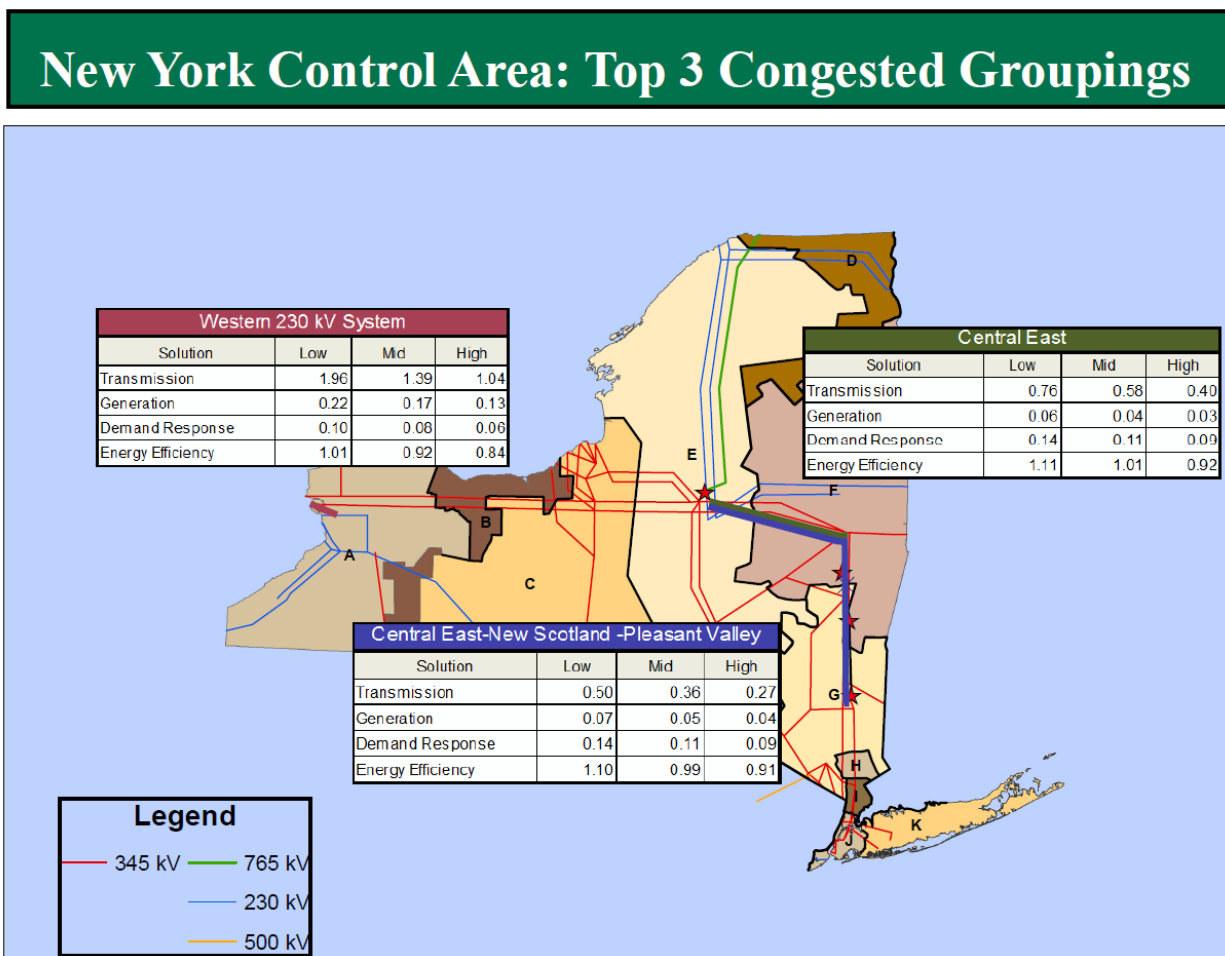 New York Control Area: Top 3 Congested Groupings
Western 230 kV System
Solution Low Mid High
Transmission 1.96 1.39 1.04
Generation 0.22 0.17 0.13
Demand Response 0.10 0.08 0.06
Energy Efficiency 1.01 0.92 0.84
Central East
Solution Low Mid High
Transmission 0.76 0.58 0.40
Generation 0.06 0.04 0.03
Demand Response 0.14 0.11 0.09
Energy Efficiency 1.11 1.01 0.92
D
E
F
B
A
C
Central East-New Scotland -Pleasant Valley
Solution Low Mid High
Transmission 0.50 0.36 0.27
Generation 0.07 0.05 0.04
Demand Response 0.14 0.11 0.09
Energy Efficiency 1.10 0.99 0.91
G
H
I
K
J
Legend
345 kV 765 kV
230 kV
500 kV